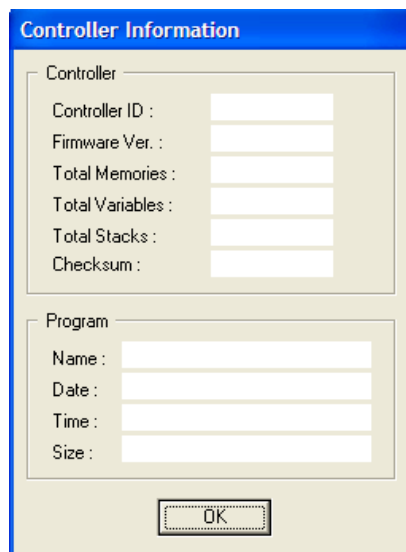 Controller Information
Controller
Controller ID :
Firmware Ver. :
Total Memories :
Total Variables :
Total Stacks :
Checksum :
Program
Name :
Date :
Time :
Size :
OK